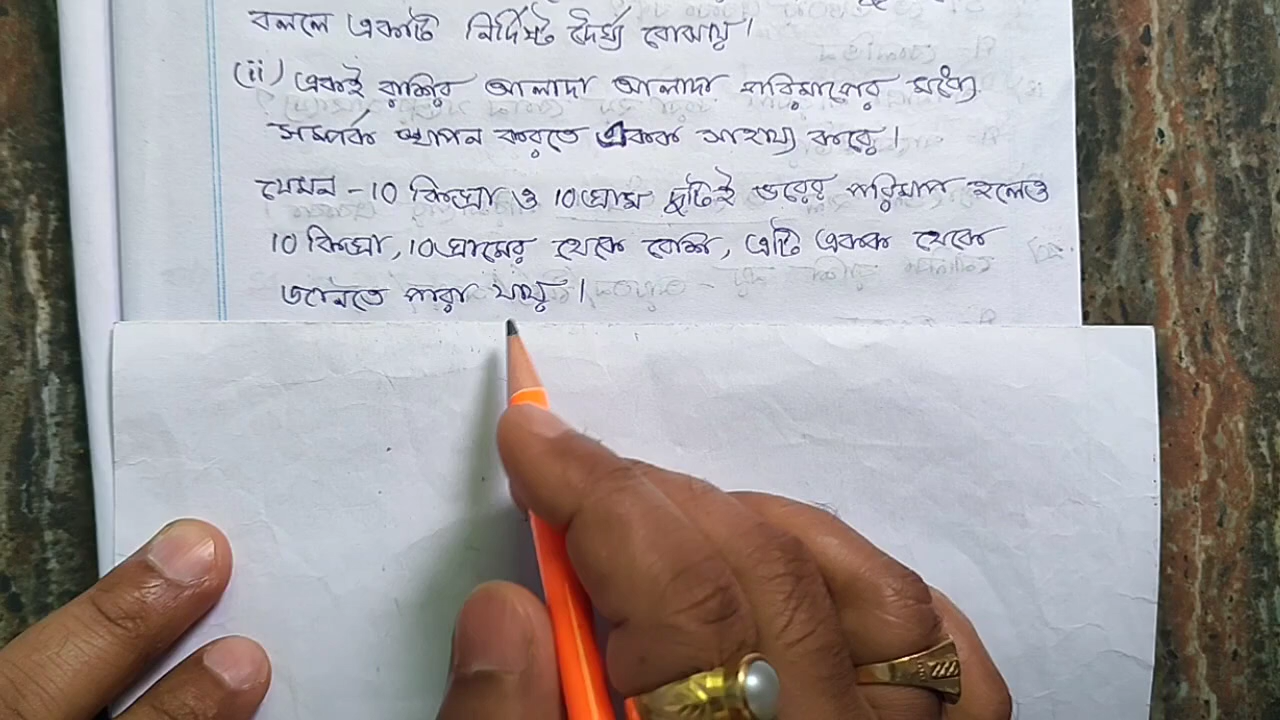 বললে একটি নির্দিষ্ট দৈর্ঘ্য বোঝায়।
(ii) একই রাশির আলাদা আলাদা পরিমাপের মধ্যে
সম্পর্ক স্থাপন করতে একক সাহায্য করে।
যেমন - 10 কিগ্রা ও 10 গ্রাম দুটিই ভরের পরিমাপ হলেও
10 কিগ্রা, 10 গ্রামের থেকে বেশি, এটি একক থেকে
জানতে পারা যায়।